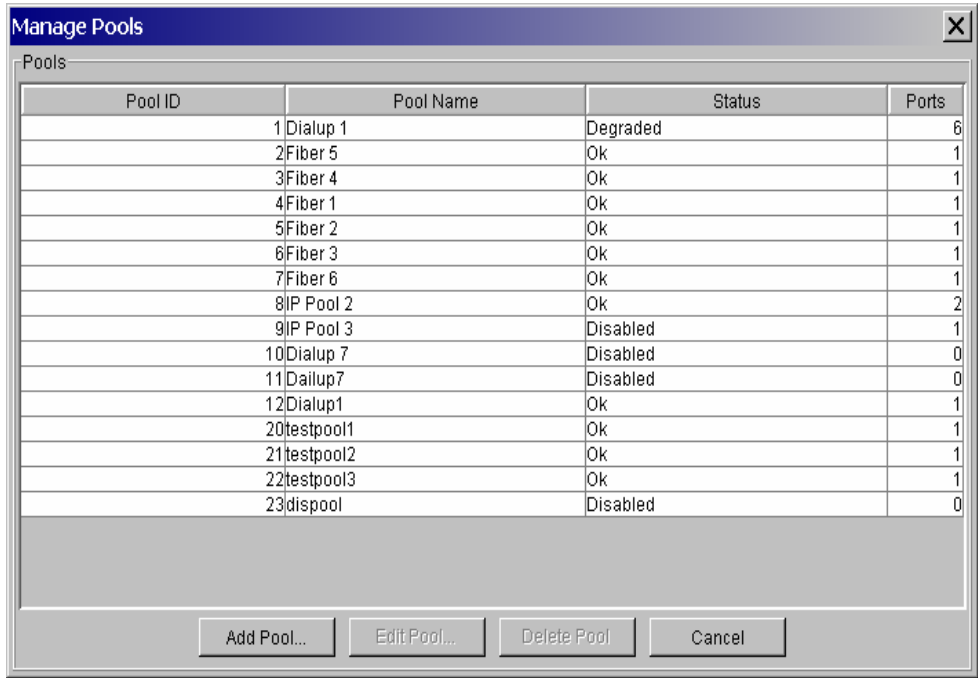 Manage Pools
Pools
Pool ID Pool Name Status Ports
1 Dialup 1 Degraded 6
2 Fiber 5 Ok 1
3 Fiber 4 Ok 1
4 Fiber 1 Ok 1
5 Fiber 2 Ok 1
6 Fiber 3 Ok 1
7 Fiber 6 Ok 1
8 IP Pool 2 Ok 2
9 IP Pool 3 Disabled 1
10 Dialup 7 Disabled 0
11 Dailup7 Disabled 0
12 Dialup1 Ok 1
20 testpool1 Ok 1
21 testpool2 Ok 1
22 testpool3 Ok 1
23 dispool Disabled 0
Add Pool... Edit Pool... Delete Pool Cancel